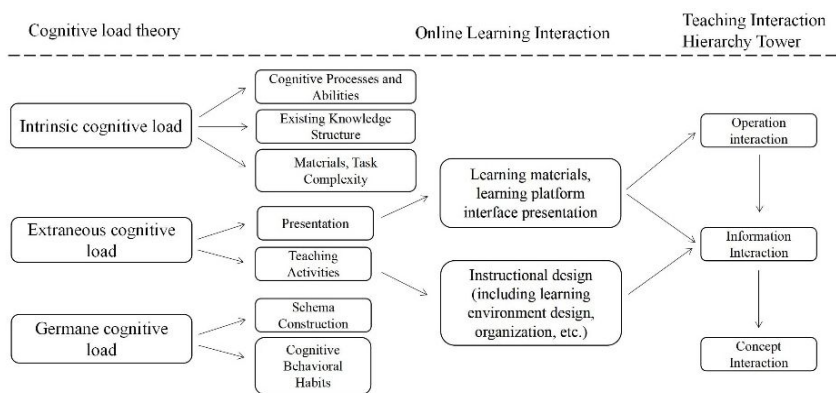 Cognitive load theory
Online Learning Interaction
Teaching Interaction
Hierarchy Tower
Intrinsic cognitive load
Cognitive Processes and
Abilities
Existing Knowledge
Structure
Materials, Task
Complexity
Extraneous cognitive
load
Presentation
Teaching
Activities
Germane cognitive
load
Schema
Construction
Cognitive
Behavioral
Habits
Learning materials,
learning platform
interface presentation
Instructional design
(including learning
environment design,
organization, etc.)
Operation
interaction
Information
Interaction
Concept
Interaction